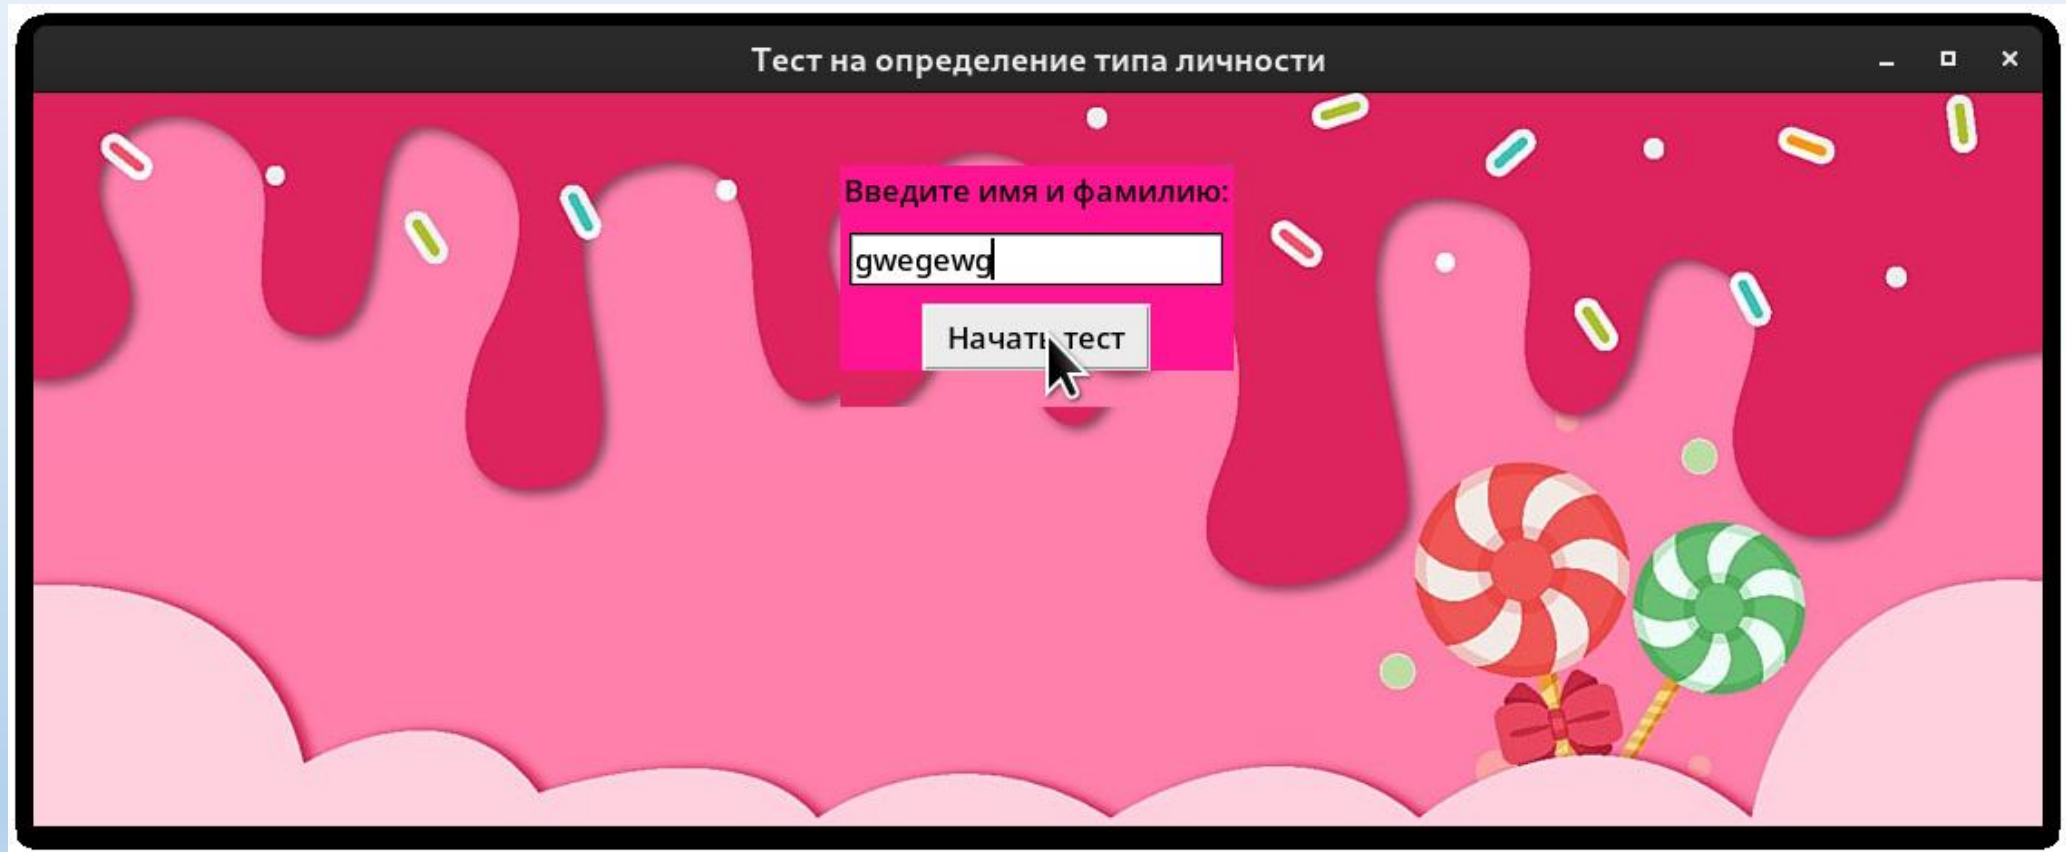 Тест на определение типа личности
Введите имя и фамилию:
gwegewg
Начать тест